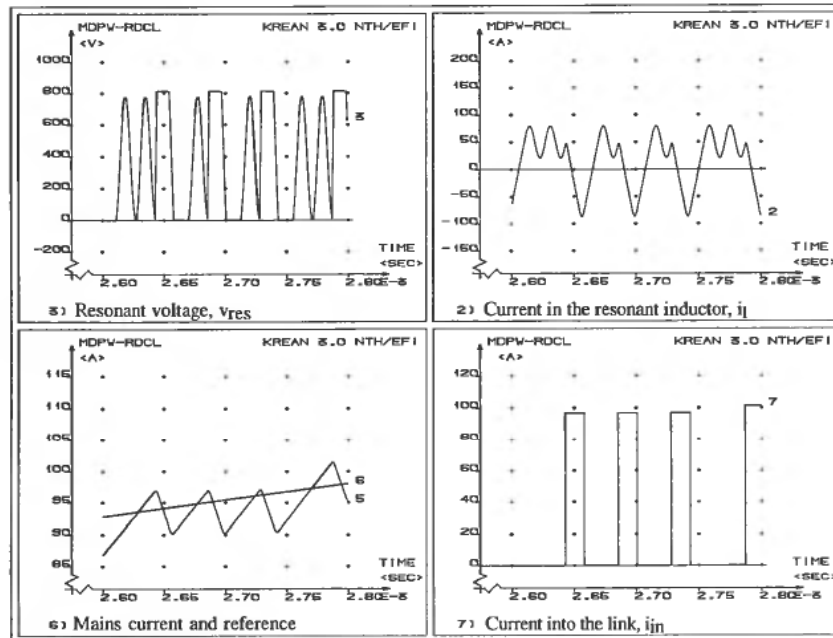 MDPW-RDCL KREAN 3.0 NTH/EFI
<V>
1000
800
600
400
200
0
-200
3
TIME
<SEC>
2.60 2.65 2.70 2.75 2.80E-3
3) Resonant voltage, vres
MDPW-RDCL KREAN 3.0 NTH/EFI
<A>
200
150
100
50
0
-50
-100
-150
2
TIME
<SEC>
2.60 2.65 2.70 2.75 2.80E-3
2) Current in the resonant inductor, il
MDPW-RDCL KREAN 3.0 NTH/EFI
<A>
115
110
105
100
95
90
85
6
5
TIME
<SEC>
2.60 2.65 2.70 2.75 2.80E-3
6) Mains current and reference
MDPW-RDCL KREAN 3.0 NTH/EFI
<A>
120
100
80
60
40
20
0
7
TIME
<SEC>
2.60 2.65 2.70 2.75 2.80E-3
7) Current into the link, iin